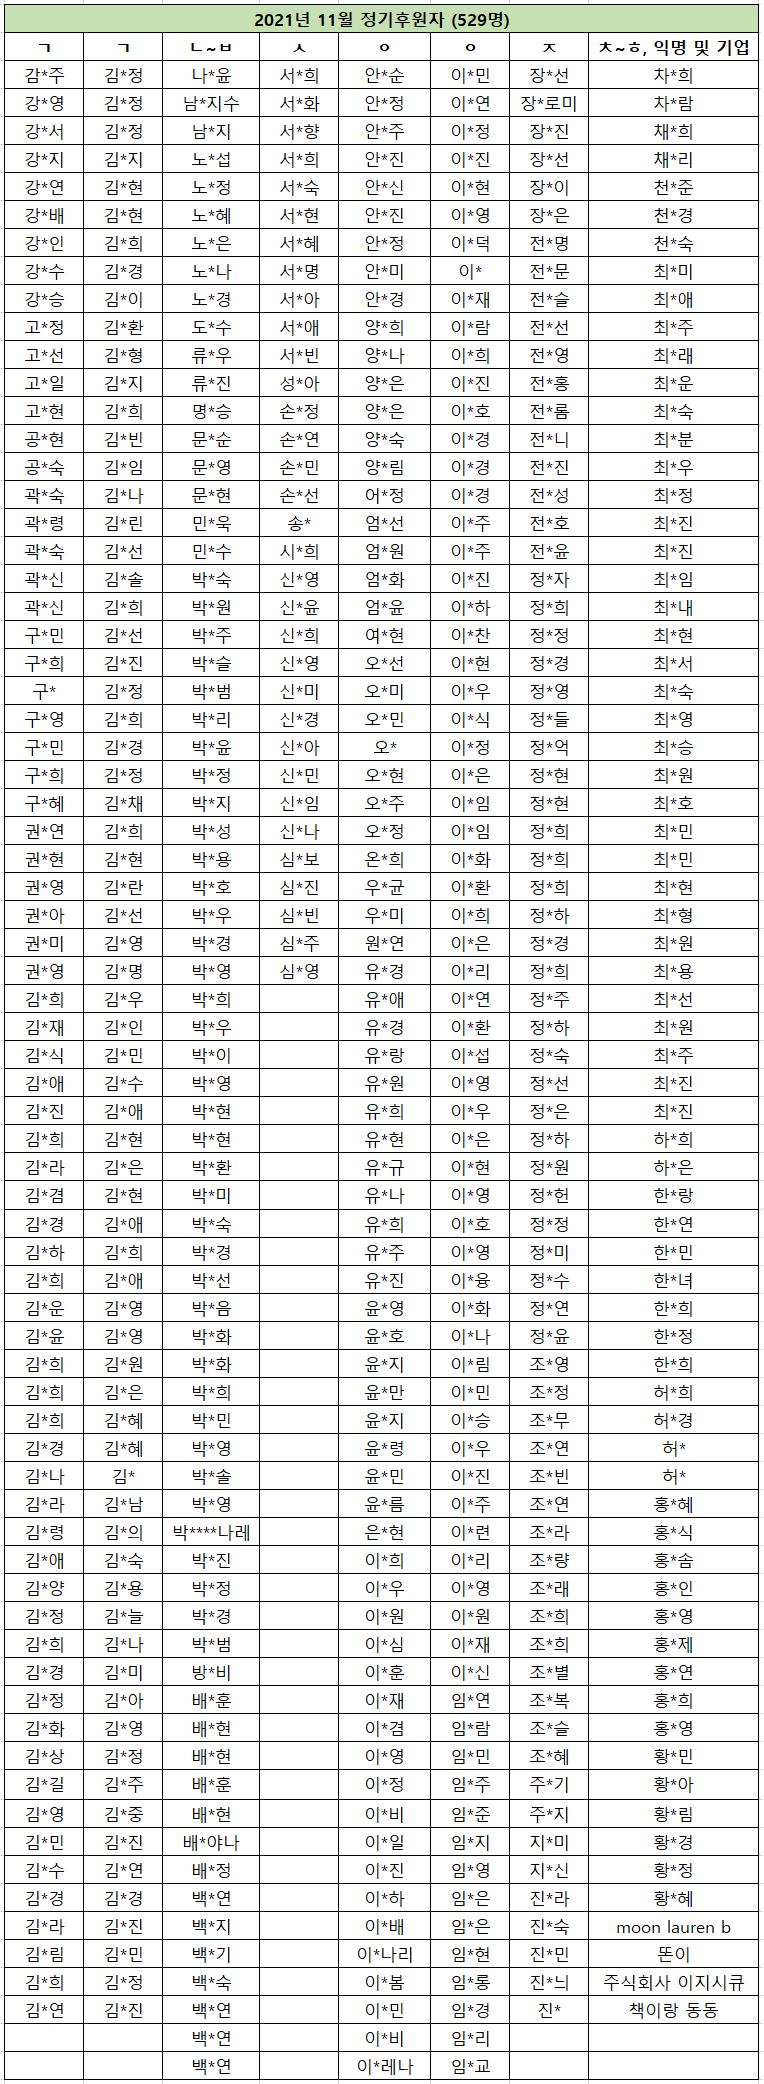 2021년 11월 정기후원자 (529명)
ㄱ ㄱ ㄴ~ㅂ ㅅ ㅇ ㅇ ㅈ ㅊ~ㅎ, 익명 및 기업
감*주 김*정 나*윤 서*희 안*순 이*민 장*선 차*희
강*영 김*정 남*지수 서*화 안*정 이*연 장*로미 차*람
강*서 김*정 남*지 서*향 안*주 이*정 장*진 채*희
강*지 김*지 노*섭 서*희 안*진 이*진 장*선 채*리
강*연 김*현 노*정 서*숙 안*신 이*현 장*이 천*준
강*배 김*현 노*혜 서*현 안*진 이*영 장*은 천*경
강*인 김*희 노*은 서*혜 안*정 이*덕 전*명 천*숙
강*수 김*경 노*나 서*명 안*미 이* 전*문 최*미
강*승 김*이 노*경 서*아 안*경 이*재 전*슬 최*애
고*정 김*환 도*수 서*애 양*희 이*람 전*선 최*주
고*선 김*형 류*우 서*빈 양*나 이*희 전*영 최*래
고*일 김*지 류*진 성*아 양*은 이*진 전*홍 최*운
고*현 김*희 명*승 손*정 양*은 이*호 전*롬 최*숙
공*현 김*빈 문*순 손*연 양*숙 이*경 전*니 최*분
공*숙 김*임 문*영 손*민 양*림 이*경 전*진 최*우
곽*숙 김*나 문*현 손*선 어*정 이*경 전*성 최*정
곽*령 김*린 민*욱 송* 엄*선 이*주 전*호 최*진
곽*숙 김*선 민*수 시*희 엄*원 이*주 전*윤 최*진
곽*신 김*솔 박*숙 신*영 엄*화 이*진 정*자 최*임
곽*신 김*희 박*원 신*윤 엄*윤 이*하 정*희 최*내
구*민 김*선 박*주 신*희 여*현 이*찬 정*정 최*현
구*희 김*진 박*슬 신*영 오*선 이*현 정*경 최*서
구* 김*정 박*범 신*미 오*미 이*우 정*영 최*숙
구*영 김*희 박*리 신*경 오*민 이*식 정*들 최*영
구*민 김*경 박*윤 신*아 오* 이*정 정*억 최*승
구*희 김*정 박*정 신*민 오*현 이*은 정*현 최*원
구*혜 김*채 박*지 신*임 오*주 이*임 정*현 최*호
권*연 김*희 박*성 신*나 오*정 이*임 정*희 최*민
권*현 김*현 박*용 심*보 온*희 이*화 정*희 최*민
권*영 김*란 박*호 심*진 우*균 이*환 정*희 최*현
권*아 김*선 박*우 심*빈 우*미 이*희 정*하 최*형
권*미 김*영 박*경 심*주 원*연 이*은 정*경 최*원
권*영 김*명 박*영 심*영 유*경 이*리 정*희 최*용
김*희 김*우 박*희 유*애 이*연 정*주 최*선
김*재 김*인 박*우 유*경 이*환 정*하 최*원
김*식 김*민 박*이 유*랑 이*섭 정*숙 최*주
김*애 김*수 박*영 유*원 이*영 정*선 최*진
김*진 김*애 박*현 유*희 이*우 정*은 최*진
김*희 김*현 박*현 유*현 이*은 정*하 하*희
김*라 김*은 박*환 유*규 이*현 정*원 하*은
김*겸 김*현 박*미 유*나 이*영 정*헌 한*랑
김*경 김*애 박*숙 유*희 이*호 정*정 한*연
김*하 김*희 박*경 유*주 이*영 정*미 한*민
김*희 김*애 박*선 유*진 이*융 정*수 한*녀
김*운 김*영 박*음 윤*영 이*화 정*연 한*희
김*윤 김*영 박*화 윤*호 이*나 정*윤 한*정
김*희 김*원 박*화 윤*지 이*림 조*영 한*희
김*희 김*은 박*희 윤*만 이*민 조*정 허*희
김*희 김*혜 박*민 윤*지 이*승 조*무 허*경
김*경 김*혜 박*영 윤*령 이*우 조*연 허*
김*나 김* 박*솔 윤*민 이*진 조*빈 허*
김*라 김*남 박*영 윤*름 이*주 조*연 홍*혜
김*령 김*의 박****나레 은*현 이*련 조*라 홍*식
김*애 김*숙 박*진 이*희 이*리 조*량 홍*솜
김*양 김*용 박*정 이*우 이*영 조*래 홍*인
김*정 김*늘 박*경 이*원 이*원 조*희 홍*영
김*희 김*나 박*범 이*심 이*재 조*희 홍*제
김*경 김*미 방*비 이*훈 이*신 조*별 홍*연
김*정 김*아 배*훈 이*재 임*연 조*복 홍*희
김*화 김*영 배*현 이*겸 임*람 조*슬 홍*영
김*상 김*정 배*현 이*영 임*민 조*혜 황*민
김*길 김*주 배*훈 이*정 임*주 주*기 황*아
김*영 김*중 배*현 이*비 임*준 주*지 황*림
김*민 김*진 배*야나 이*일 임*지 지*미 황*경
김*수 김*연 배*정 이*진 임*영 지*신 황*정
김*경 김*경 백*연 이*하 임*은 진*라 황*혜
김*라 김*진 백*지 이*배 임*은 진*숙 moon lauren b
김*림 김*민 백*기 이*나리 임*현 진*민 똔이
김*희 김*정 백*숙 이*봄 임*롱 진*늬 주식회사 이지시큐
김*연 김*진 백*연 이*민 임*경 진* 책이랑 동동
백*연 이*비 임*리
백*연 이*레나 임*교